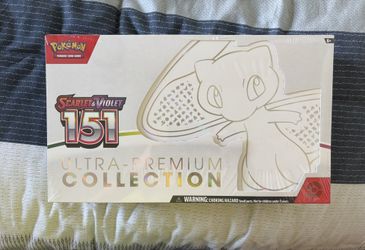 POKéMON
TRADING CARD GAME
SCARLET & VIOLET
151
ULTRA-PREMIUM
COLLECTION
WARNING: CHOKING HAZARD